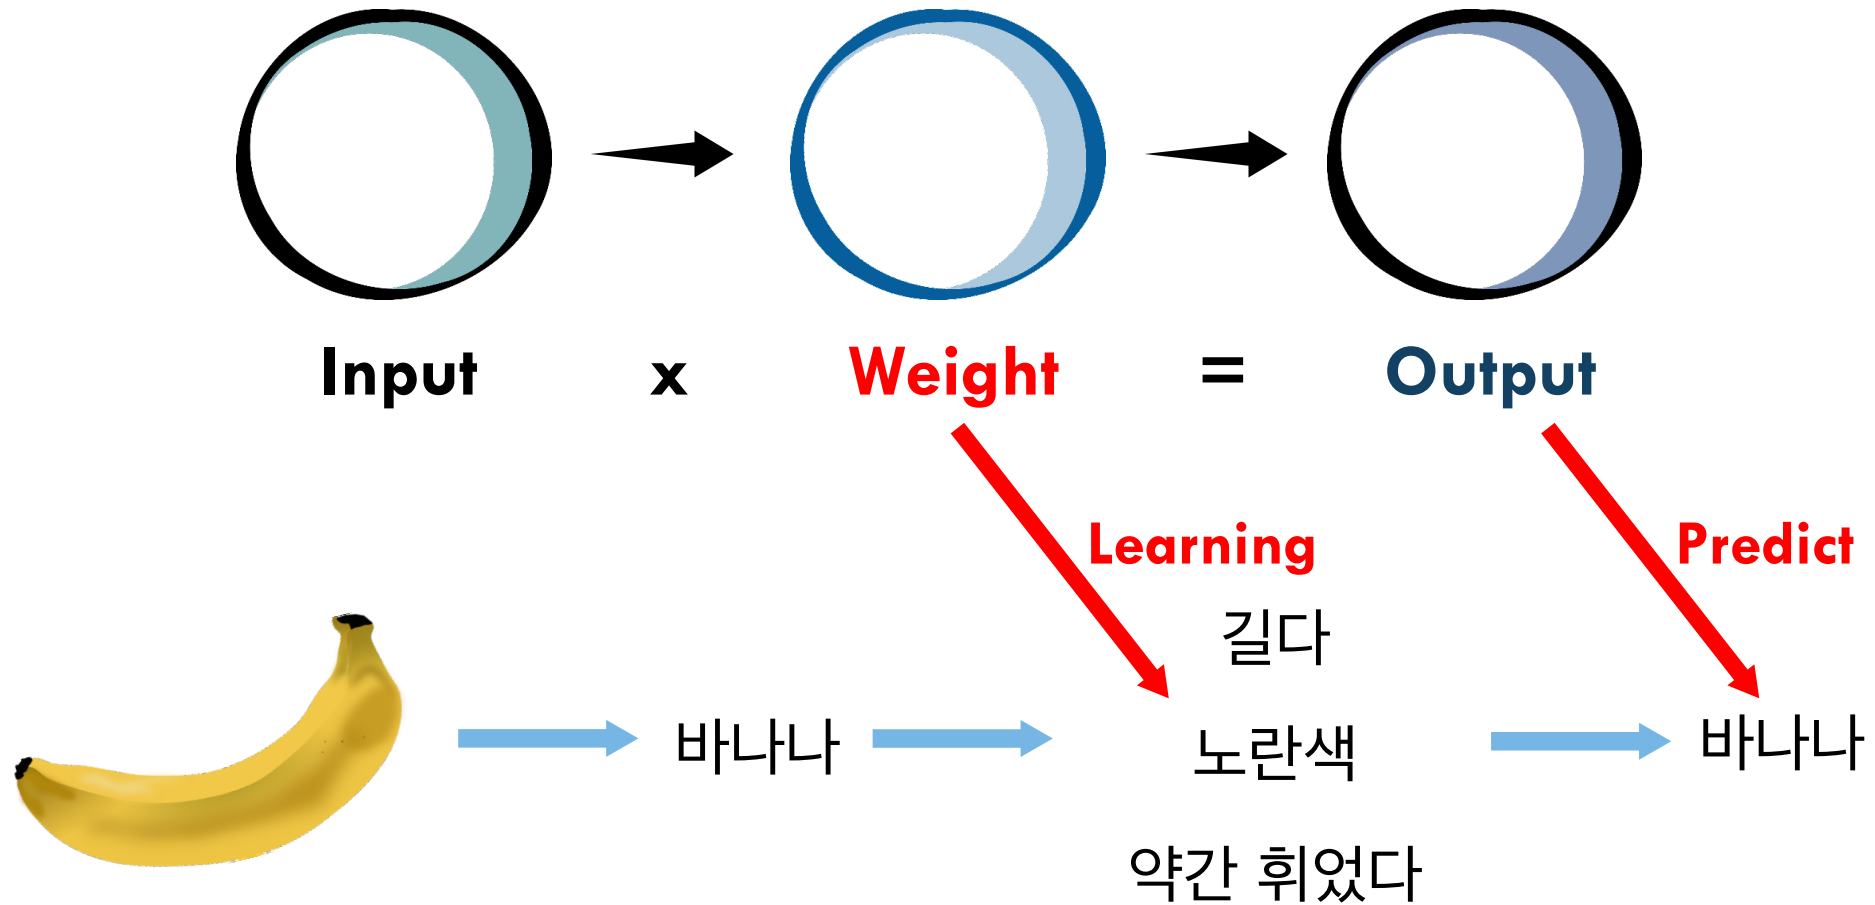 Input x Weight = Output
Learning
Predict
길다
바나나
노란색
바나나
약간 휘었다